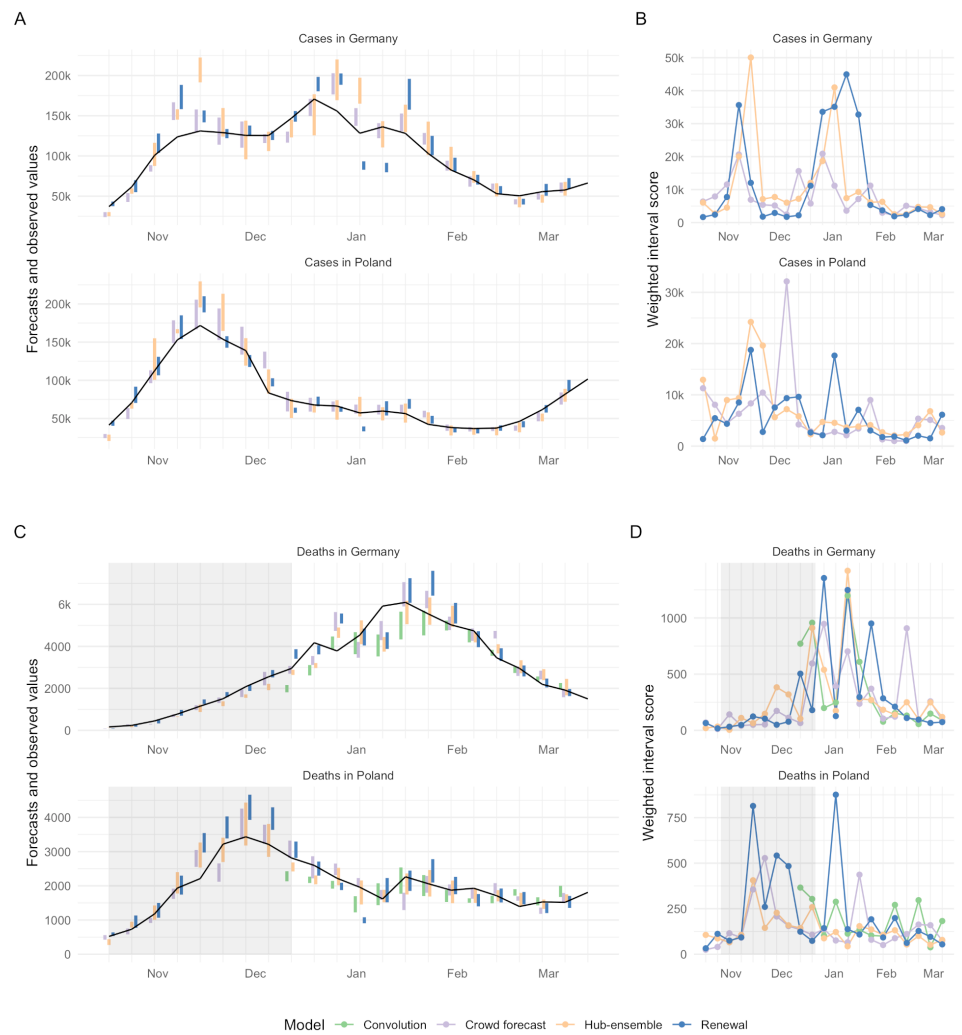 A
Cases in Germany
200k
150k
100k
50k
Nov
Dec
Jan
Feb
Mar
Cases in Poland
200k
150k
100k
50k
Nov
Dec
Jan
Feb
Mar
Forecasts and observed values
B
Cases in Germany
50k
40k
30k
20k
10k
0
Nov
Dec
Jan
Feb
Mar
Cases in Poland
30k
20k
10k
0
Nov
Dec
Jan
Feb
Mar
Weighted interval score
C
Deaths in Germany
6k
4000
2000
0
Nov
Dec
Jan
Feb
Mar
Deaths in Poland
4000
3000
2000
1000
0
Nov
Dec
Jan
Feb
Mar
Forecasts and observed values
D
Deaths in Germany
1000
500
0
Nov
Dec
Jan
Feb
Mar
Deaths in Poland
750
500
250
0
Nov
Dec
Jan
Feb
Mar
Weighted interval score
Model Convolution Crowd forecast Hub-ensemble Renewal